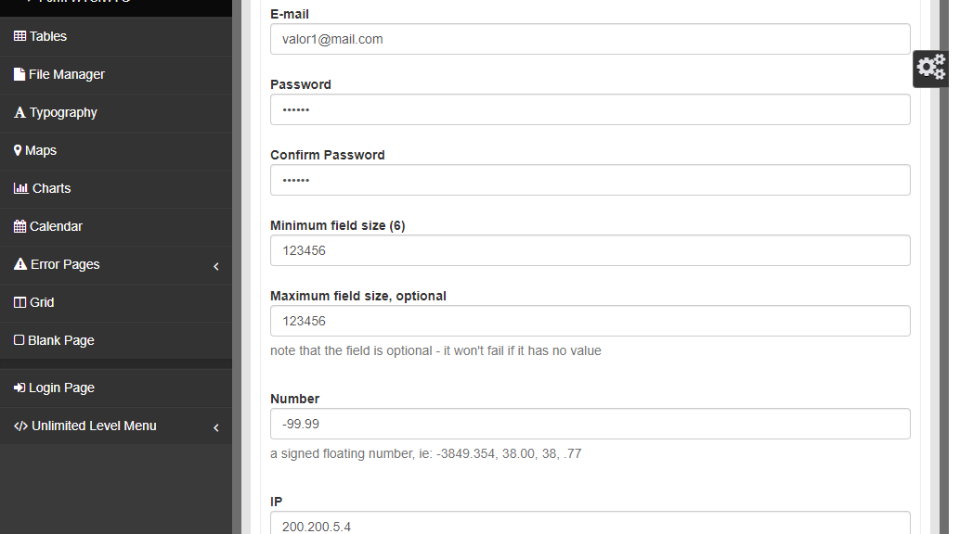 Tables
File Manager
Typography
Maps
Charts
Calendar
Error Pages
Grid
Blank Page
Login Page
Unlimited Level Menu
E-mail
valor1@mail.com
Password
••••••
Confirm Password
••••••
Minimum field size (6)
123456
Maximum field size, optional
123456
note that the field is optional - it won't fail if it has no value
Number
-99.99
a signed floating number, ie: -3849.354, 38.00, 38, .77
IP
200.200.5.4